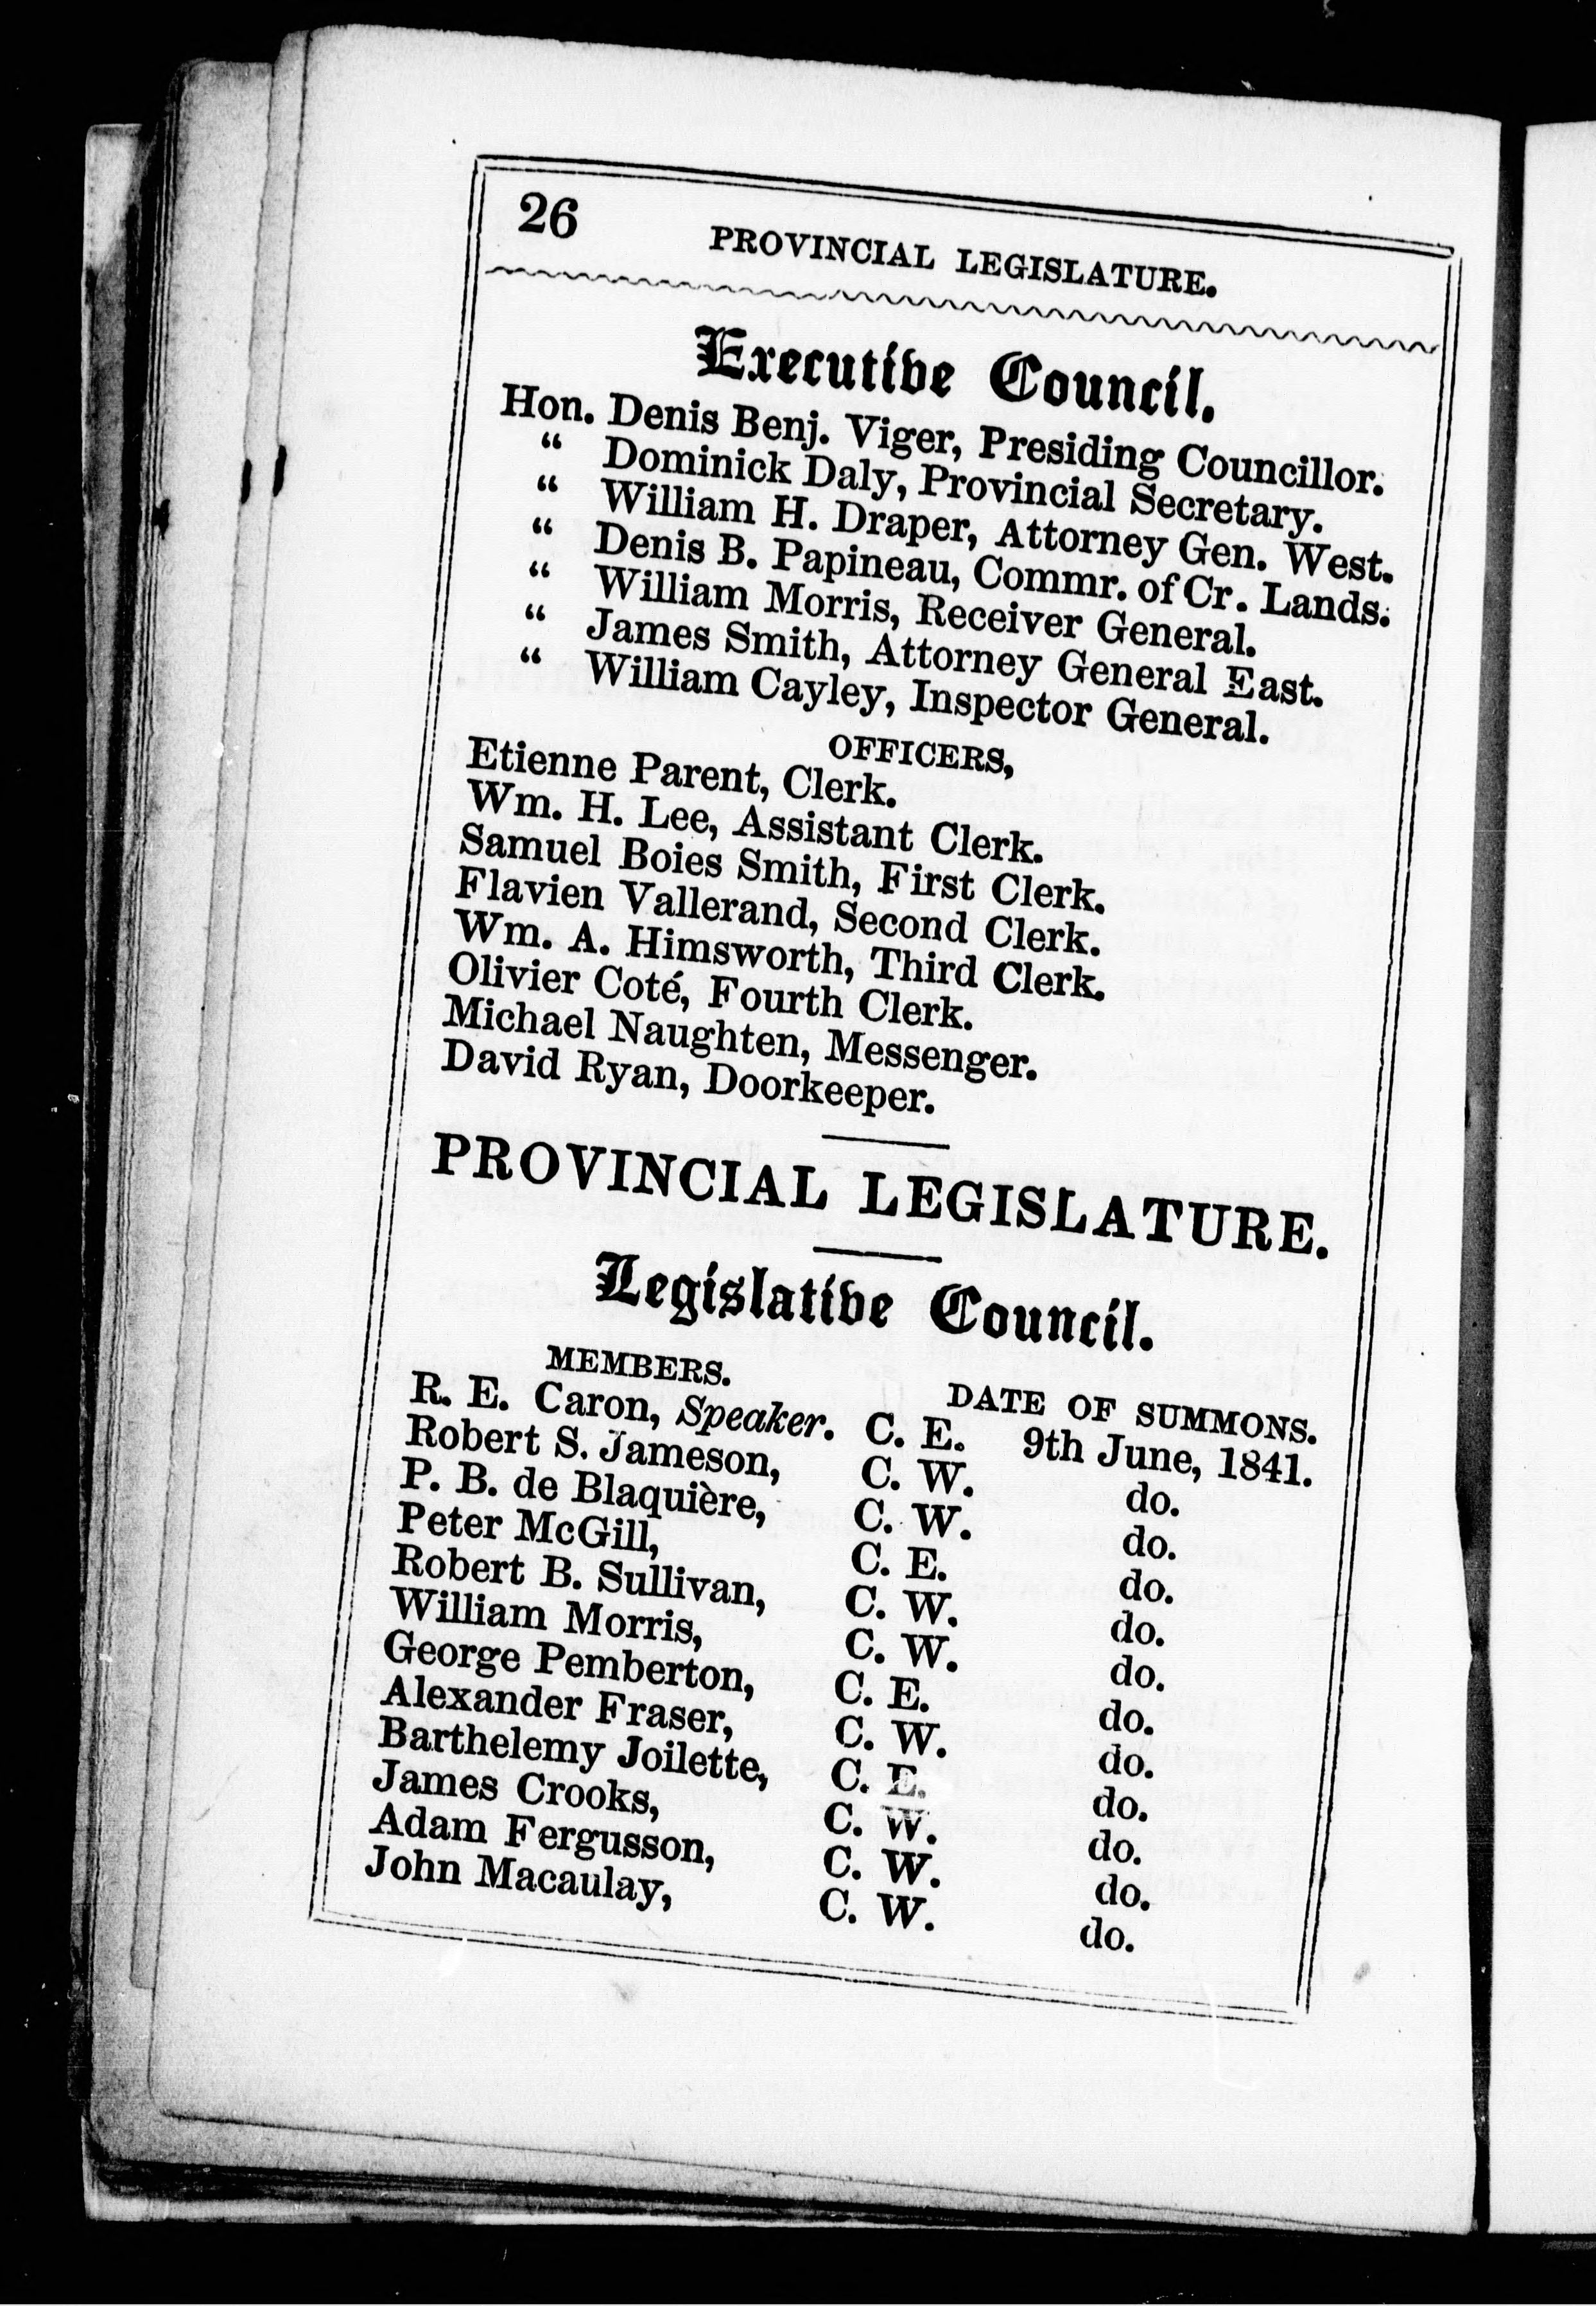 26
PROVINCIAL LEGISLATURE.
Executive Council.
Hon. Denis Benj. Viger, Presiding Councillor.
“ Dominick Daly, Provincial Secretary.
“ William H. Draper, Attorney Gen. West.
“ Denis B. Papineau, Commr. of Cr. Lands.
“ William Morris, Receiver General.
“ James Smith, Attorney General East.
“ William Cayley, Inspector General.
OFFICERS,
Etienne Parent, Clerk.
Wm. H. Lee, Assistant Clerk.
Samuel Boies Smith, First Clerk.
Flavien Vallerand, Second Clerk.
Wm. A. Himsworth, Third Clerk.
Olivier Coté, Fourth Clerk.
Michael Naughten, Messenger.
David Ryan, Doorkeeper.
PROVINCIAL LEGISLATURE.
Legislative Council.
MEMBERS. DATE OF SUMMONS.
R. E. Caron, Speaker. C. E. 9th June, 1841.
Robert S. Jameson, C. W. do.
P. B. de Blaquière, C. W. do.
Peter McGill, C. E. do.
Robert B. Sullivan, C. W. do.
William Morris, C. W. do.
George Pemberton, C. E. do.
Alexander Fraser, C. W. do.
Barthelemy Joilette, C. E. do.
James Crooks, C. W. do.
Adam Fergusson, C. W. do.
John Macaulay, C. W. do.